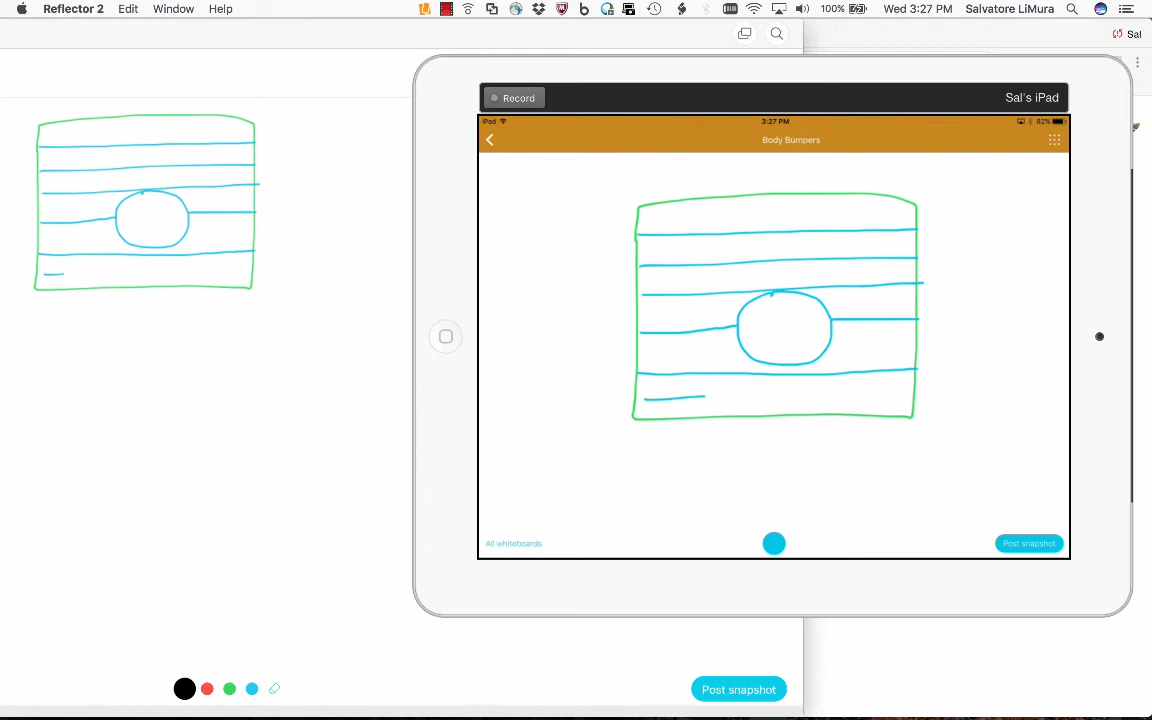 Reflector 2 Edit Window Help 100% Wed 3:27 PM Salvatore LiMura
Sal
Record Sal's iPad
iPad 3:27 PM 82%
Body Bumpers
All whiteboards Post snapshot
Post snapshot